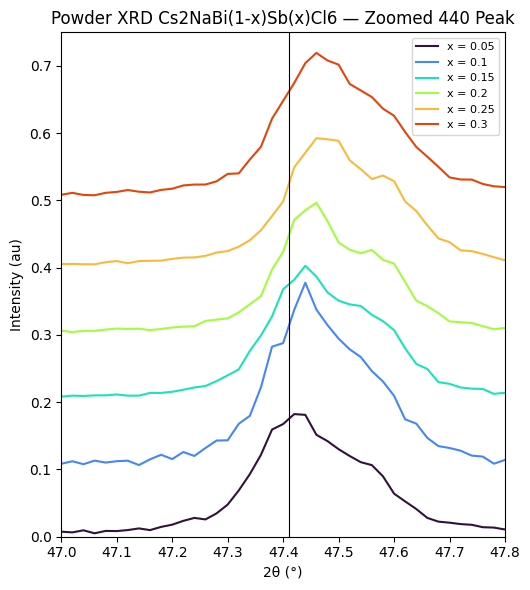 Powder XRD Cs2NaBi(1-x)Sb(x)Cl6 — Zoomed 440 Peak
x = 0.05
x = 0.1
x = 0.15
x = 0.2
x = 0.25
x = 0.3
Intensity (au)
0.7
0.6
0.5
0.4
0.3
0.2
0.1
0.0
47.0 47.1 47.2 47.3 47.4 47.5 47.6 47.7 47.8
2θ (°)